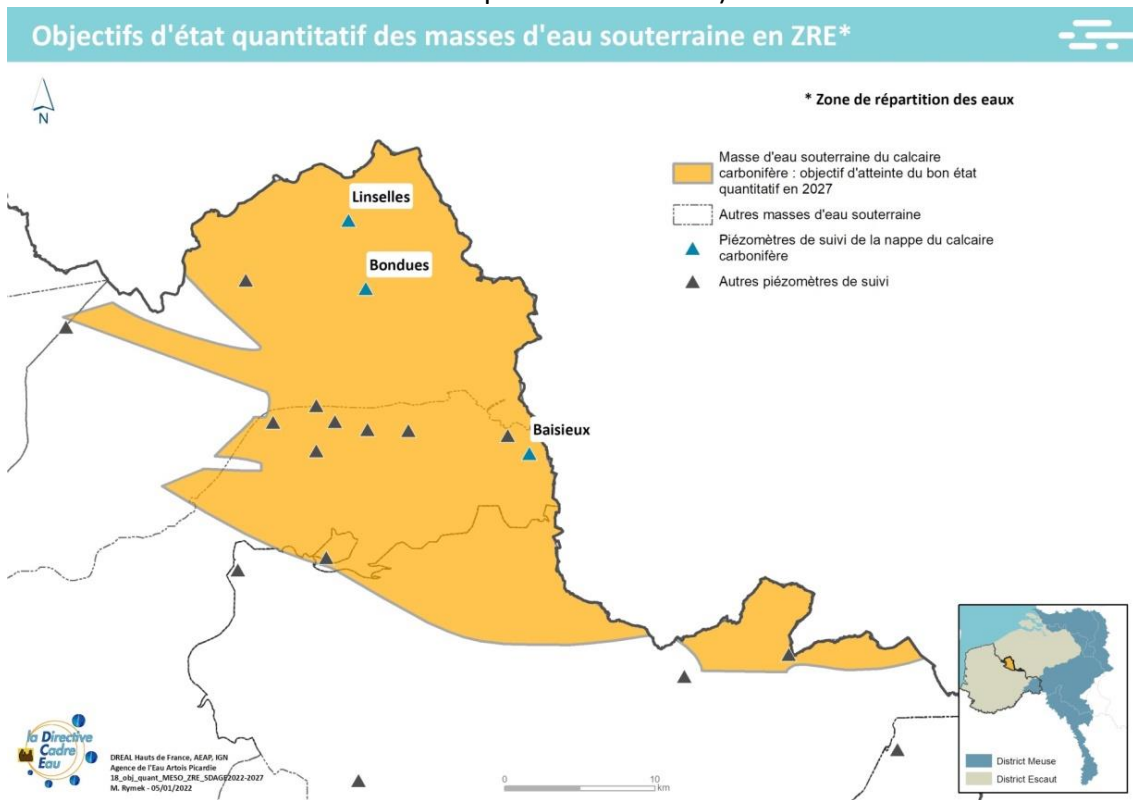 Objectifs d'état quantitatif des masses d'eau souterraine en ZRE*
N
* Zone de répartition des eaux
Masse d'eau souterraine du calcaire
carbonifère : objectif d'atteinte du bon état
quantitatif en 2027
Autres masses d'eau souterraine
Piézomètres de suivi de la nappe du calcaire
carbonifère
Autres piézomètres de suivi
Linselles
Bondues
Baisieux
la Directive
Cadre
Eau
DREAL Hauts de France, AEAP, IGN
Agence de l'Eau Artois Picardie
18_obj_quant_MESO_ZRE_SDAGE2022-2027
M. Rymek - 05/01/2022
0 10
km
District Meuse
District Escaut